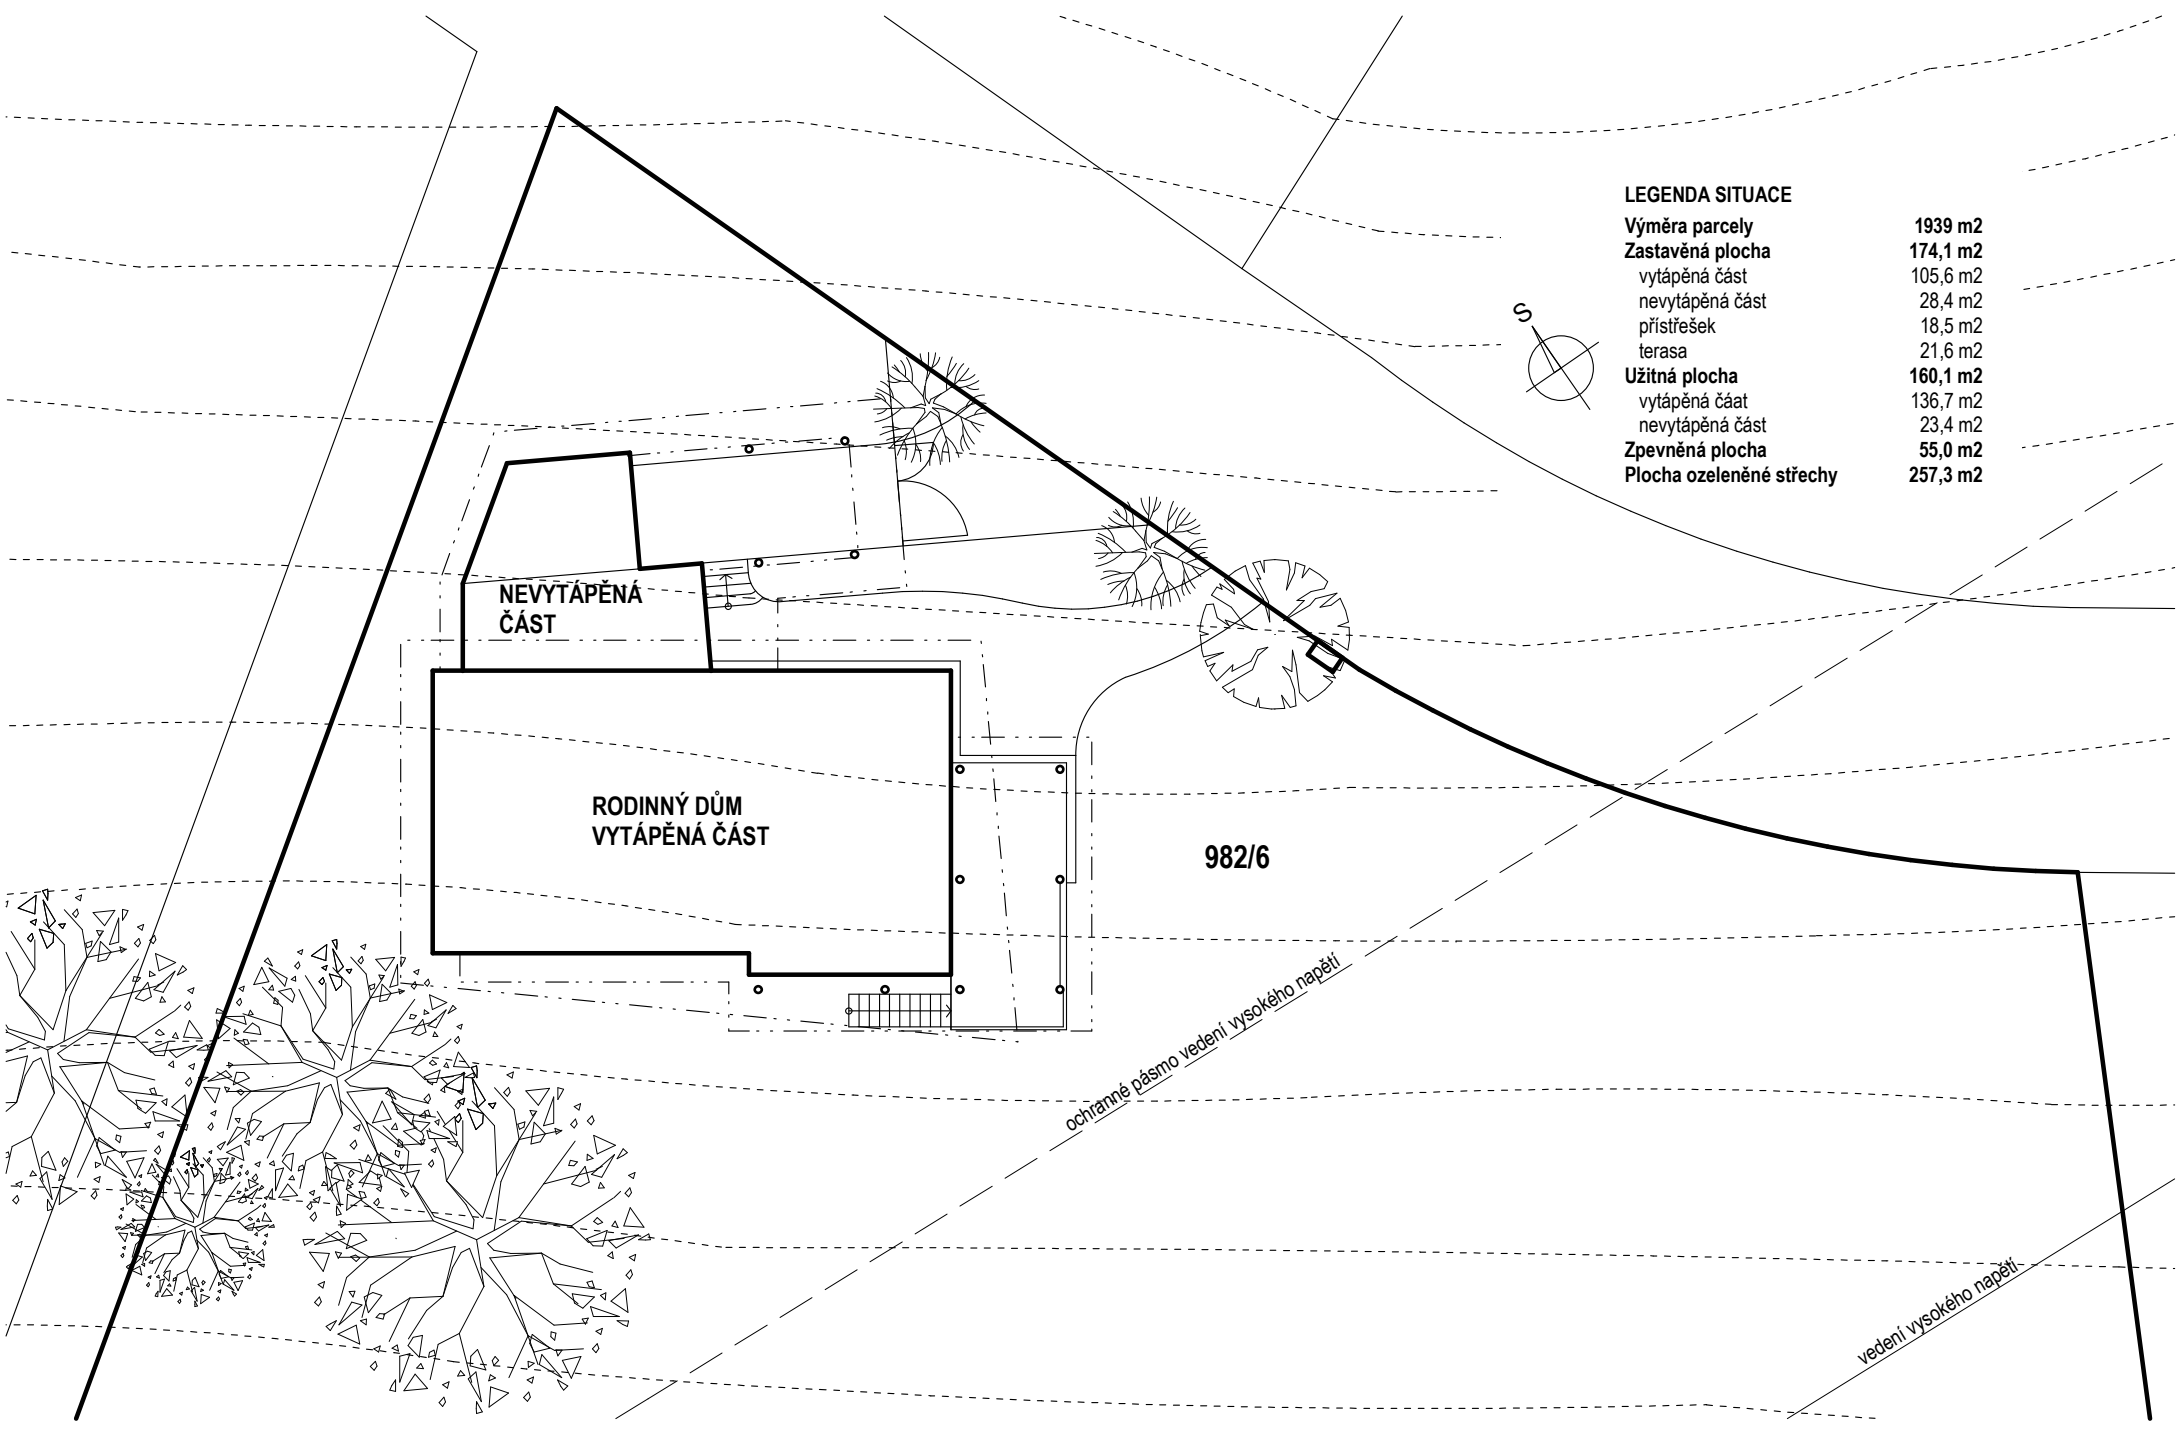 LEGENDA SITUACE
Výměra parcely 1939 m2
Zastavěná plocha 174,1 m2
vytápěná část 105,6 m2
nevytápěná část 28,4 m2
přístřešek 18,5 m2
terasa 21,6 m2
Užitná plocha 160,1 m2
vytápěná čáat 136,7 m2
nevytápěná část 23,4 m2
Zpevněná plocha 55,0 m2
Plocha ozeleněné střechy 257,3 m2
S
NEVYTÁPĚNÁ
ČÁST
RODINNÝ DŮM
VYTÁPĚNÁ ČÁST
982/6
ochranné pásmo vedení vysokého napětí
vedení vysokého napětí